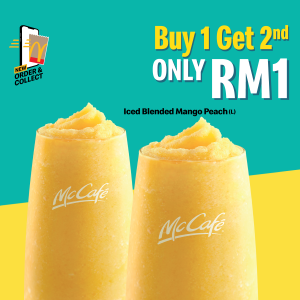 Buy 1 Get 2nd
ONLY RM1
NEW
ORDER &
COLLECT
Iced Blended Mango Peach (L)
McCafé
McCafé